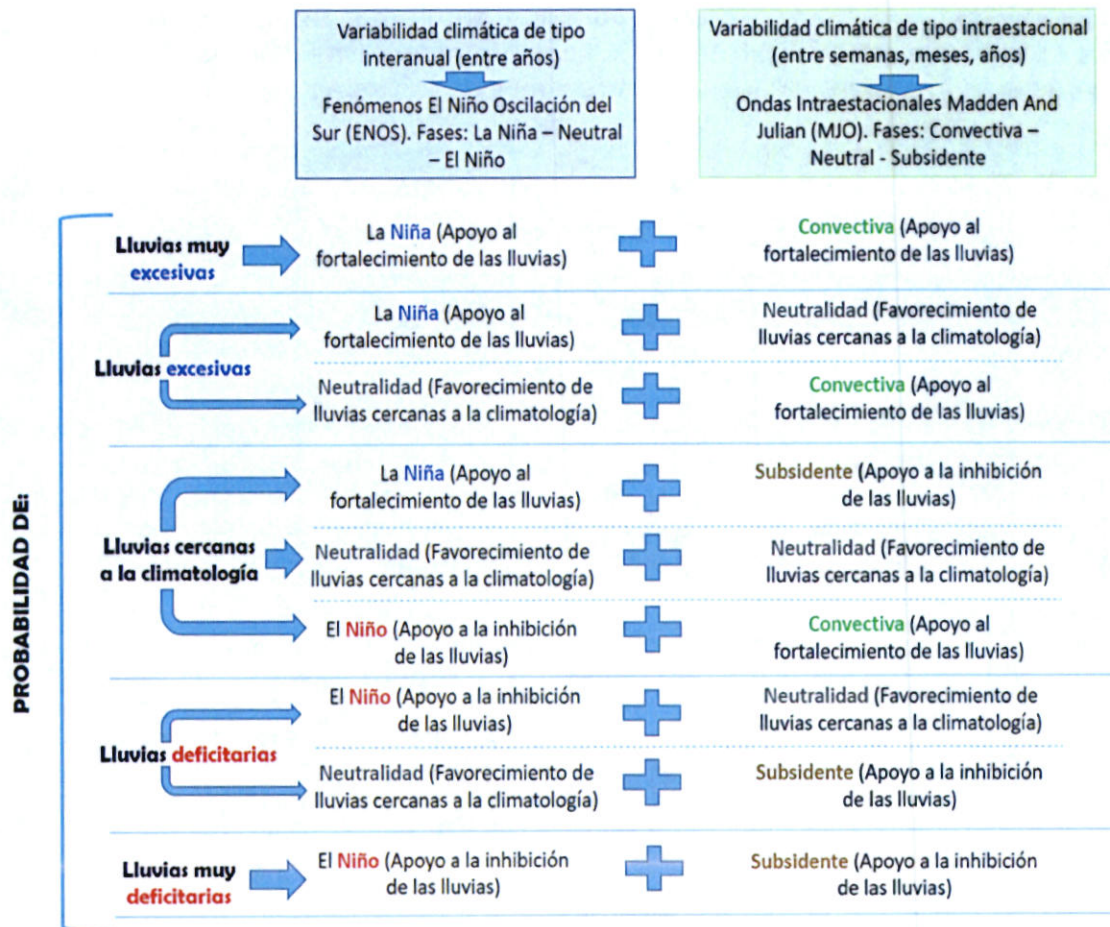 Variabilidad climática de tipo
interanual (entre años)
Fenómenos El Niño Oscilación del
Sur (ENOS). Fases: La Niña – Neutral
– El Niño
Variabilidad climática de tipo intraestacional
(entre semanas, meses, años)
Ondas Intraestacionales Madden And
Julian (MJO). Fases: Convectiva –
Neutral - Subsidente
PROBABILIDAD DE:
Lluvias muy
excesivas
La Niña (Apoyo al
fortalecimiento de las lluvias)
Convectiva (Apoyo al
fortalecimiento de las lluvias)
Lluvias excesivas
La Niña (Apoyo al
fortalecimiento de las lluvias)
Neutralidad (Favorecimiento de
lluvias cercanas a la climatología)
Neutralidad (Favorecimiento de
lluvias cercanas a la climatología)
Convectiva (Apoyo al
fortalecimiento de las lluvias)
Lluvias cercanas
a la climatología
La Niña (Apoyo al
fortalecimiento de las lluvias)
Subsidente (Apoyo a la inhibición
de las lluvias)
Neutralidad (Favorecimiento de
lluvias cercanas a la climatología)
Neutralidad (Favorecimiento de
lluvias cercanas a la climatología)
El Niño (Apoyo a la inhibición
de las lluvias)
Convectiva (Apoyo al
fortalecimiento de las lluvias)
Lluvias deficitarias
El Niño (Apoyo a la inhibición
de las lluvias)
Neutralidad (Favorecimiento de
lluvias cercanas a la climatología)
Neutralidad (Favorecimiento de
lluvias cercanas a la climatología)
Subsidente (Apoyo a la inhibición
de las lluvias)
Lluvias muy
deficitarias
El Niño (Apoyo a la inhibición
de las lluvias)
Subsidente (Apoyo a la inhibición
de las lluvias)